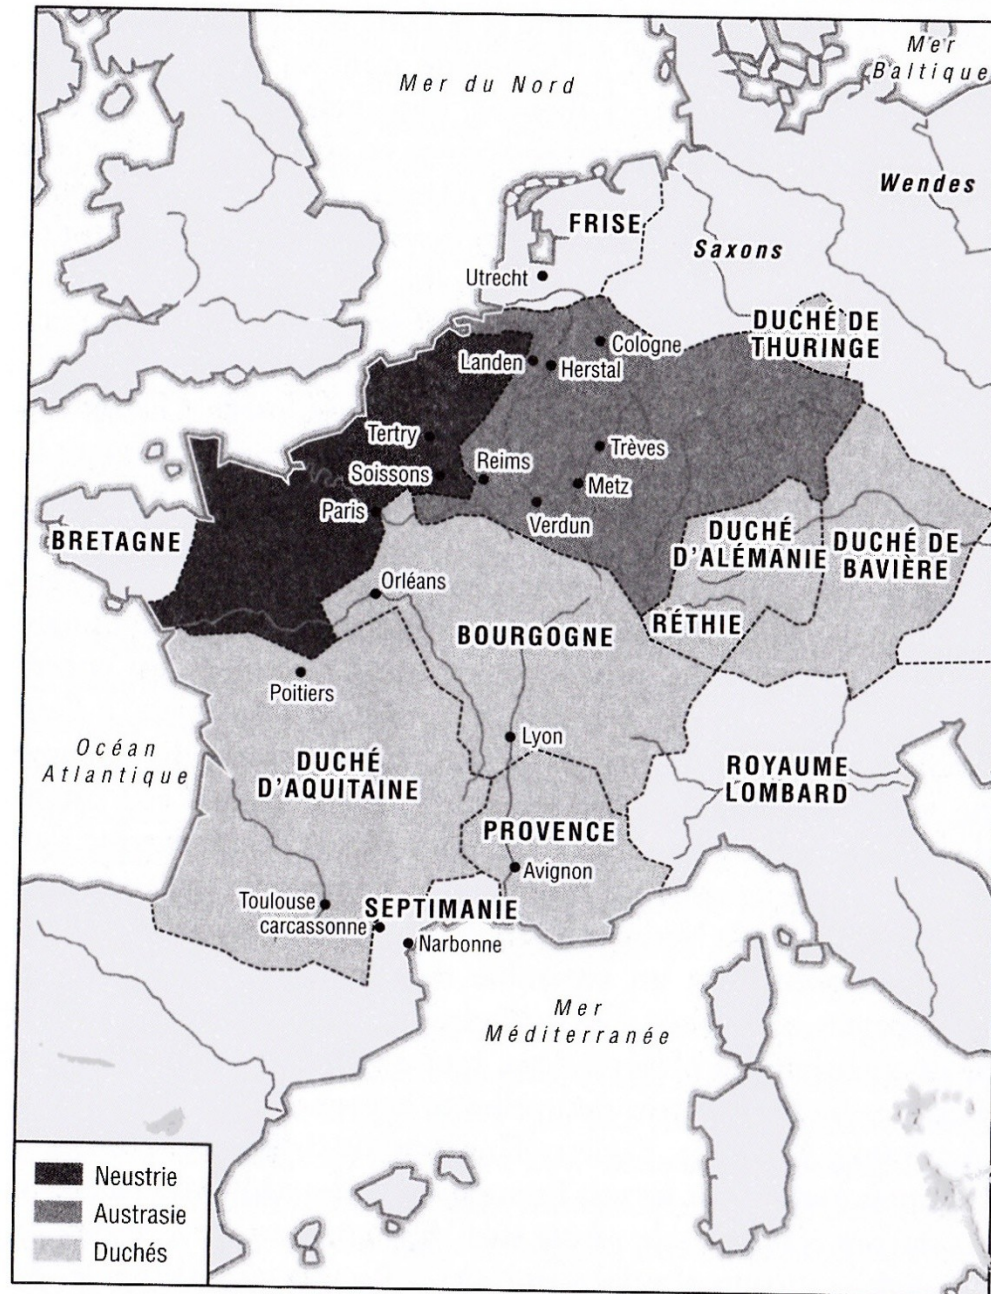 Mer du Nord
Mer
Baltique
Wendes
FRISE
Saxons
Utrecht
DUCHÉ DE
THURINGE
Cologne
Landen
Herstal
Tertry
Trèves
Soissons
Reims
Metz
Paris
Verdun
BRETAGNE
DUCHÉ
D'ALÉMANIE
DUCHÉ DE
BAVIÈRE
Orléans
BOURGOGNE
RÉTHIE
Poitiers
Océan
Atlantique
Lyon
DUCHÉ
D'AQUITAINE
ROYAUME
LOMBARD
PROVENCE
Avignon
Toulouse
carcassonne
SEPTIMANIE
Narbonne
Mer
Méditerranée
Neustrie
Austrasie
Duchés